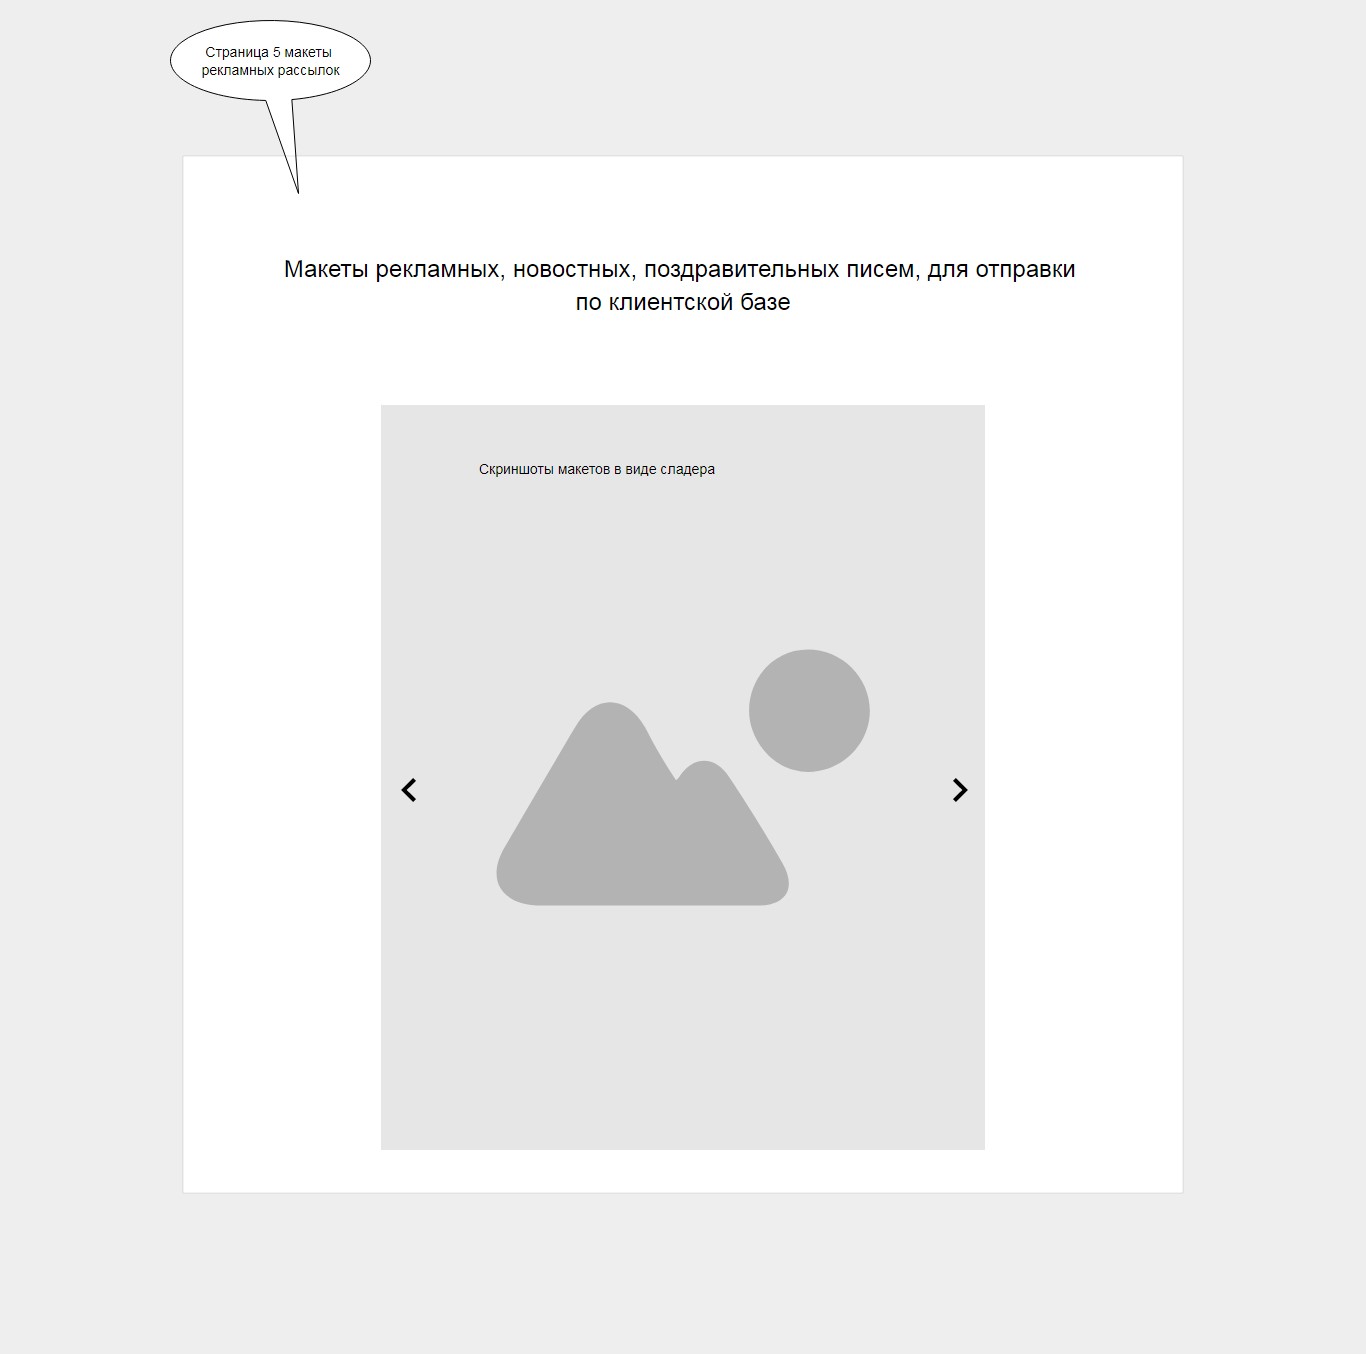 Страница 5 макеты
рекламных рассылок
Макеты рекламных, новостных, поздравительных писем, для отправки
по клиентской базе
Скриншоты макетов в виде сладера